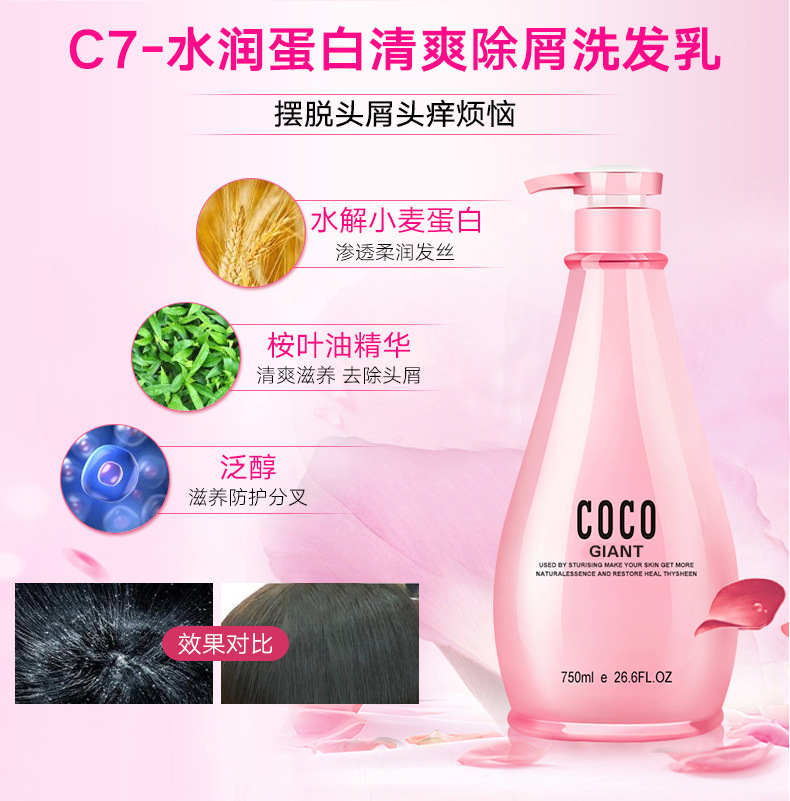 C7-水润蛋白清爽除屑洗发乳
摆脱头屑头痒烦恼
水解小麦蛋白
渗透柔润发丝
桉叶油精华
清爽滋养 去除头屑
泛醇
滋养防护分叉
效果对比
COCO
GIANT
USED BY STURISING MAKE YOUR SKIN GET MORE
NATURALESSENCE AND RESTORE HEAL THYSHEEN
750ml e 26.6FL.OZ